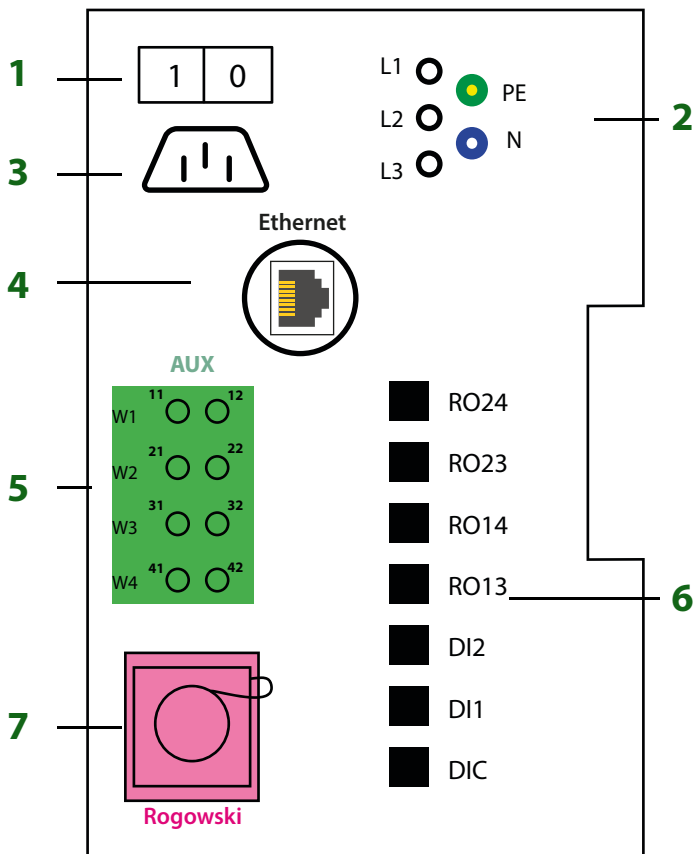 1
1 0
L1
PE
2
L2
N
3
L3
Ethernet
4
AUX
11 12
W1
RO24
21 22
W2
RO23
5
31 32
W3
RO14
41 42
W4
RO13
6
DI2
7
DI1
DIC
Rogowski